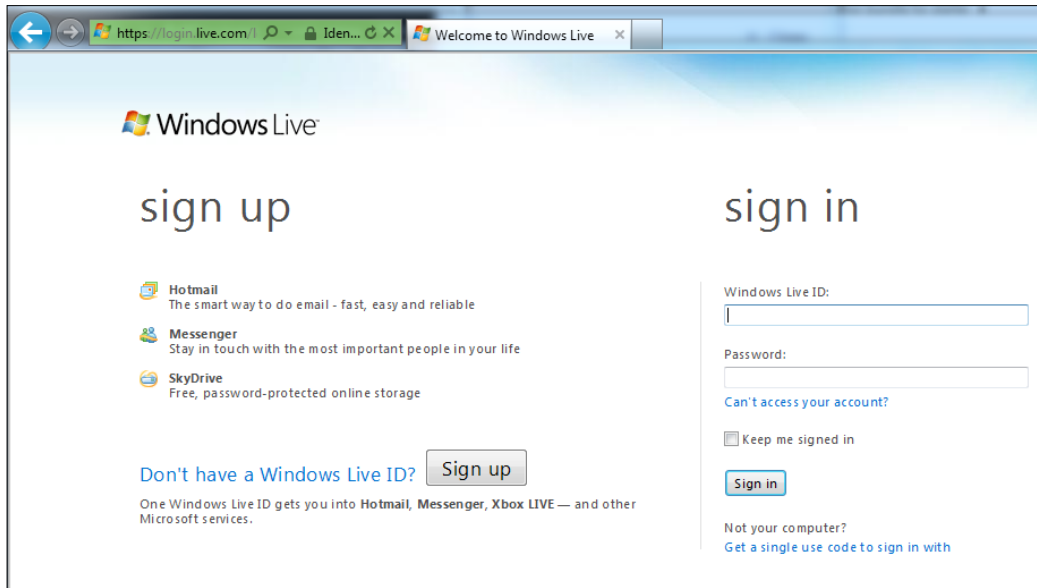 https://login.live.com/l
Iden...
Welcome to Windows Live
Windows Live
sign up
Hotmail
The smart way to do email - fast, easy and reliable
Messenger
Stay in touch with the most important people in your life
SkyDrive
Free, password-protected online storage
Don't have a Windows Live ID?
Sign up
One Windows Live ID gets you into Hotmail, Messenger, Xbox LIVE — and other
Microsoft services.
sign in
Windows Live ID:
Password:
Can't access your account?
Keep me signed in
Sign in
Not your computer?
Get a single use code to sign in with